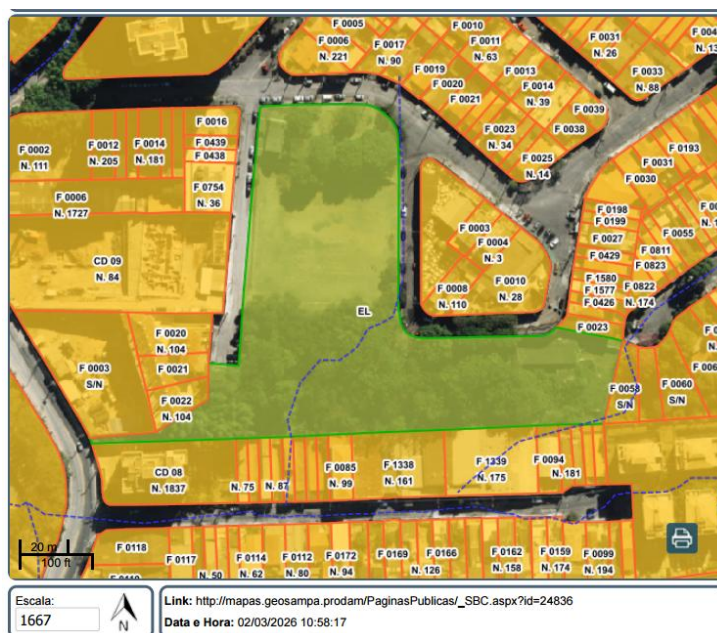 F 0005
F 0006
N. 221
F 0017
N. 90
F 0010
F 0011
N. 63
F 0019
F 0020
F 0021
F 0013
F 0014
N. 39
F 0039
F 0038
F 0023
N. 34
F 0025
N. 14
F 0031
N. 26
F 0033
N. 88
F 0002
N. 111
F 0012
N. 205
F 0014
N. 181
F 0016
F 0439
F 0438
F 0754
N. 36
F 0006
N. 1727
CD 09
N. 84
F 0193
F 0031
F 0030
F 0198
F 0199
F 0027
F 0429
F 1580
F 1577
F 0426
F 0023
F 0055
F 0811
F 0823
F 0822
N. 174
F 0003
F 0004
N. 3
F 0008
N. 110
F 0010
N. 28
EL
F 0003
S/N
F 0020
N. 104
F 0021
F 0022
N. 104
F 0058
S/N
F 0060
S/N
CD 08
N. 1837
N. 75
N. 87
F 0085
N. 99
F 1338
N. 161
F 1339
N. 175
F 0094
N. 181
F 0118
F 0117
N. 50
F 0114
N. 62
F 0112
N. 80
F 0172
N. 94
F 0169
F 0166
N. 126
F 0162
N. 158
F 0159
N. 174
F 0099
N. 194
20 m
100 ft
Escala:
1667
N
Link: http://mapas.geosampa.prodam/PaginasPublicas/_SBC.aspx?id=24836
Data e Hora: 02/03/2026 10:58:17